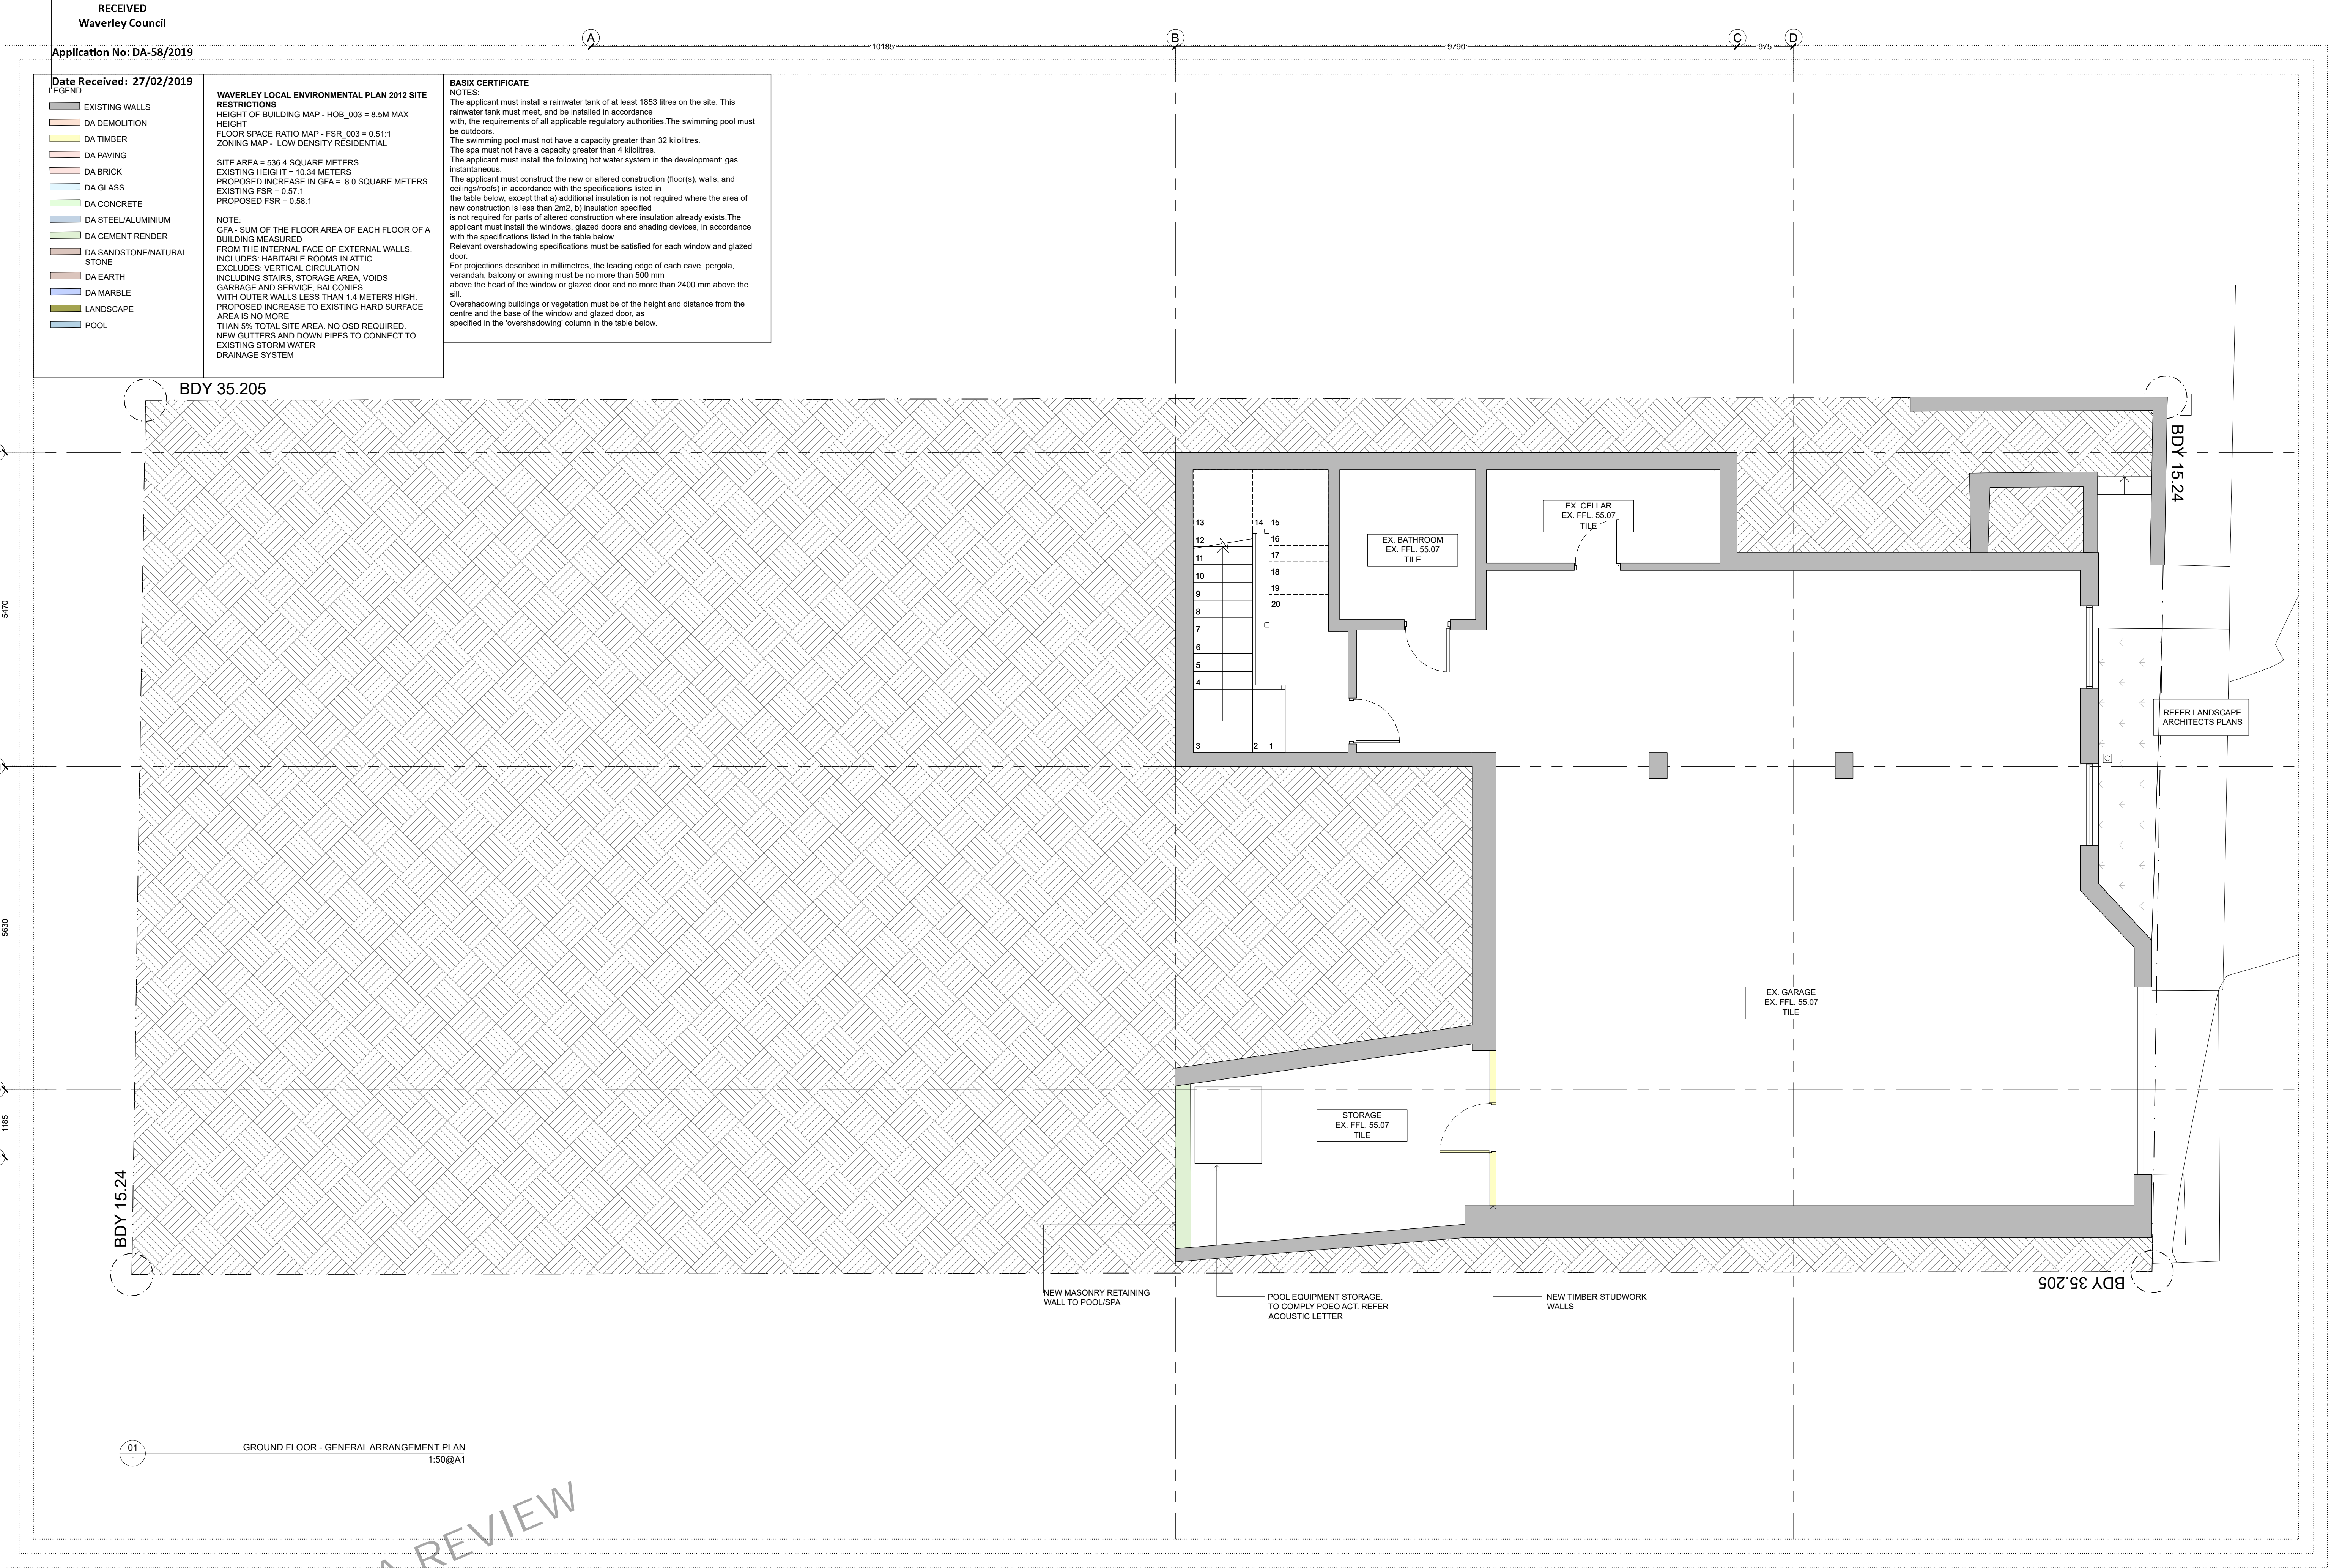 RECEIVED
Waverley Council
Application No: DA-58/2019
Date Received: 27/02/2019
A
B
C
D
10185
9790
975
LEGEND
EXISTING WALLS
DA DEMOLITION
DA TIMBER
DA PAVING
DA BRICK
DA GLASS
DA CONCRETE
DA STEEL/ALUMINIUM
DA CEMENT RENDER
DA SANDSTONE/NATURAL
STONE
DA EARTH
DA MARBLE
LANDSCAPE
POOL
WAVERLEY LOCAL ENVIRONMENTAL PLAN 2012 SITE
RESTRICTIONS
HEIGHT OF BUILDING MAP - HOB_003 = 8.5M MAX
HEIGHT
FLOOR SPACE RATIO MAP - FSR_003 = 0.51:1
ZONING MAP - LOW DENSITY RESIDENTIAL
SITE AREA = 536.4 SQUARE METERS
EXISTING HEIGHT = 10.34 METERS
PROPOSED INCREASE IN GFA = 8.0 SQUARE METERS
EXISTING FSR = 0.57:1
PROPOSED FSR = 0.58:1
NOTE:
GFA - SUM OF THE FLOOR AREA OF EACH FLOOR OF A
BUILDING MEASURED
FROM THE INTERNAL FACE OF EXTERNAL WALLS.
INCLUDES: HABITABLE ROOMS IN ATTIC
EXCLUDES: VERTICAL CIRCULATION
INCLUDING STAIRS, STORAGE AREA, VOIDS
GARBAGE AND SERVICE, BALCONIES
WITH OUTER WALLS LESS THAN 1.4 METERS HIGH.
PROPOSED INCREASE TO EXISTING HARD SURFACE
AREA IS NO MORE
THAN 5% TOTAL SITE AREA. NO OSD REQUIRED.
NEW GUTTERS AND DOWN PIPES TO CONNECT TO
EXISTING STORM WATER
DRAINAGE SYSTEM
BASIX CERTIFICATE
NOTES:
The applicant must install a rainwater tank of at least 1853 litres on the site. This
rainwater tank must meet, and be installed in accordance
with, the requirements of all applicable regulatory authorities.The swimming pool must
be outdoors.
The swimming pool must not have a capacity greater than 32 kilolitres.
The spa must not have a capacity greater than 4 kilolitres.
The applicant must install the following hot water system in the development: gas
instantaneous.
The applicant must construct the new or altered construction (floor(s), walls, and
ceilings/roofs) in accordance with the specifications listed in
the table below, except that a) additional insulation is not required where the area of
new construction is less than 2m2, b) insulation specified
is not required for parts of altered construction where insulation already exists.The
applicant must install the windows, glazed doors and shading devices, in accordance
with the specifications listed in the table below.
Relevant overshadowing specifications must be satisfied for each window and glazed
door.
For projections described in millimetres, the leading edge of each eave, pergola,
verandah, balcony or awning must be no more than 500 mm
above the head of the window or glazed door and no more than 2400 mm above the
sill.
Overshadowing buildings or vegetation must be of the height and distance from the
centre and the base of the window and glazed door, as
specified in the 'overshadowing' column in the table below.
BDY 35.205
BDY 15.24
5470
5630
1185
13
14
15
12
16
11
17
10
18
9
19
8
20
7
6
5
4
3
2
1
EX. BATHROOM
EX. FFL. 55.07
TILE
EX. CELLAR
EX. FFL. 55.07
TILE
REFER LANDSCAPE
ARCHITECTS PLANS
EX. GARAGE
EX. FFL. 55.07
TILE
STORAGE
EX. FFL. 55.07
TILE
BDY 15.24
BDY 35.205
NEW MASONRY RETAINING
WALL TO POOL/SPA
POOL EQUIPMENT STORAGE.
TO COMPLY POEO ACT. REFER
ACOUSTIC LETTER
NEW TIMBER STUDWORK
WALLS
01
-
GROUND FLOOR - GENERAL ARRANGEMENT PLAN
1:50@A1
REVIEW